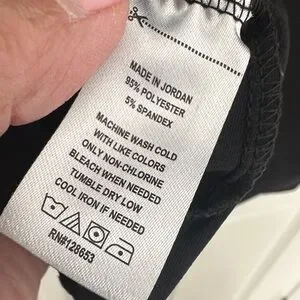 MADE IN JORDAN
95% POLYESTER
5% SPANDEX
MACHINE WASH COLD
WITH LIKE COLORS
ONLY NON-CHLORINE
BLEACH WHEN NEEDED
TUMBLE DRY LOW
COOL IRON IF NEEDED
RN#128653